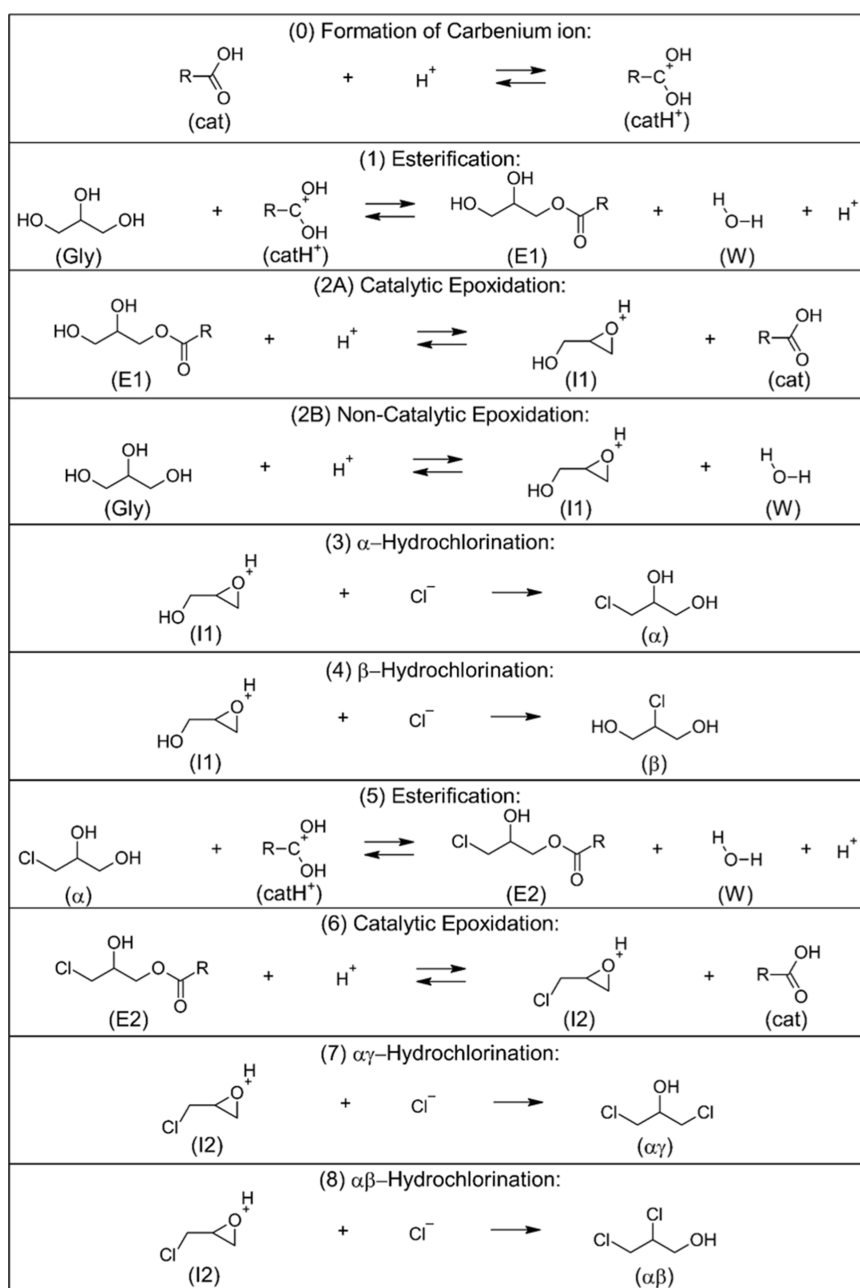 (0) Formation of Carbenium ion:
R OH O + H+ R–C+ OH OH
(cat) (catH+)
(1) Esterification:
HO OH OH + R–C+ OH OH HO OH O R O + H O–H + H+
(Gly) (catH+) (E1) (W)
(2A) Catalytic Epoxidation:
HO OH O R O + H+ HO O+ H + R OH O
(E1) (I1) (cat)
(2B) Non-Catalytic Epoxidation:
HO OH OH + H+ HO O+ H + H O–H
(Gly) (I1) (W)
(3) α–Hydrochlorination:
HO O+ H + Cl− Cl OH OH
(I1) (α)
(4) β–Hydrochlorination:
HO O+ H + Cl− HO Cl OH
(I1) (β)
(5) Esterification:
Cl OH OH + R–C+ OH OH Cl OH O R O + H O–H + H+
(α) (catH+) (E2) (W)
(6) Catalytic Epoxidation:
Cl OH O R O + H+ Cl O+ H + R OH O
(E2) (I2) (cat)
(7) αγ–Hydrochlorination:
Cl O+ H + Cl− Cl OH Cl
(I2) (αγ)
(8) αβ–Hydrochlorination:
Cl O+ H + Cl− Cl Cl OH
(I2) (αβ)